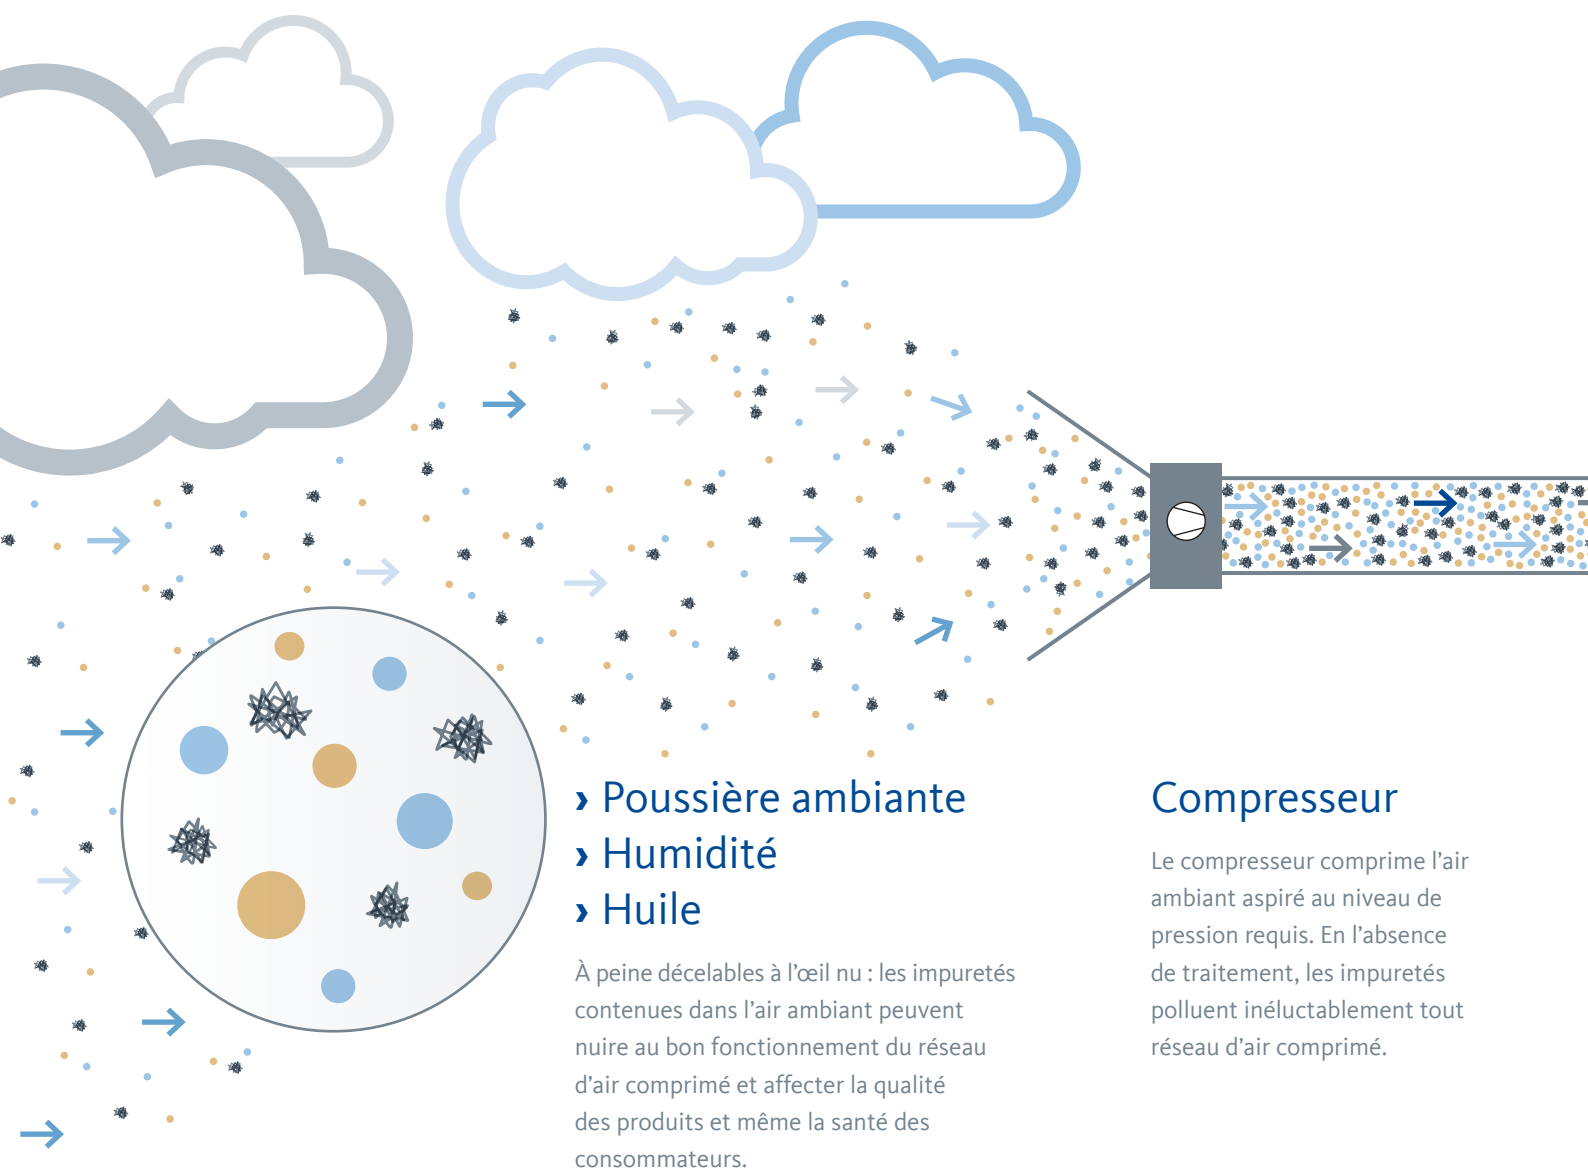 › Poussière ambiante
› Humidité
› Huile
À peine décelables à l’œil nu : les impuretés
contenues dans l’air ambiant peuvent
nuire au bon fonctionnement du réseau
d’air comprimé et affecter la qualité
des produits et même la santé des
consommateurs.
Compresseur
Le compresseur comprime l’air
ambiant aspiré au niveau de
pression requis. En l’absence
de traitement, les impuretés
polluent inéluctablement tout
réseau d’air comprimé.